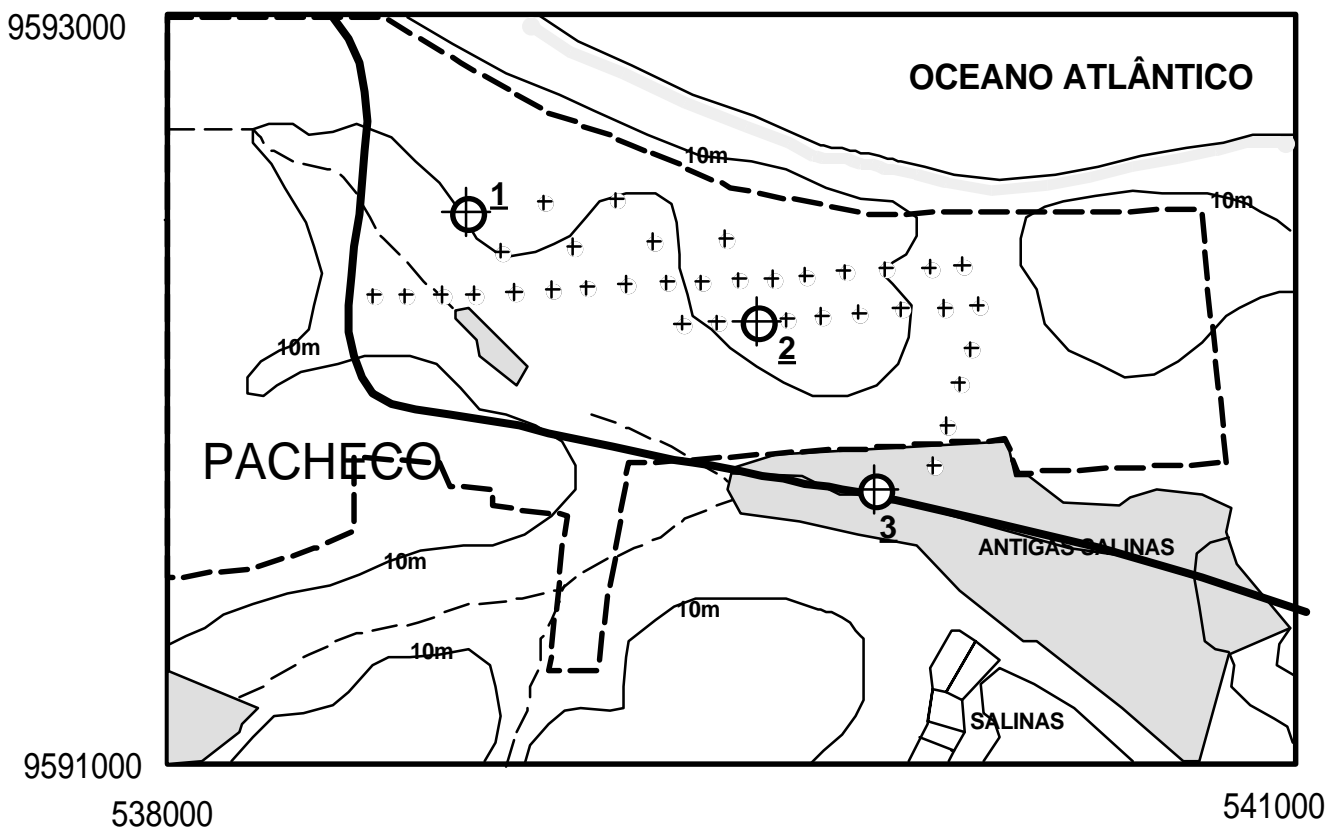 9593000
OCEANO ATLÂNTICO
10m
1
10m
10m
2
PACHECO
3
ANTIGAS SALINAS
10m
10m
10m
SALINAS
9591000
538000
541000